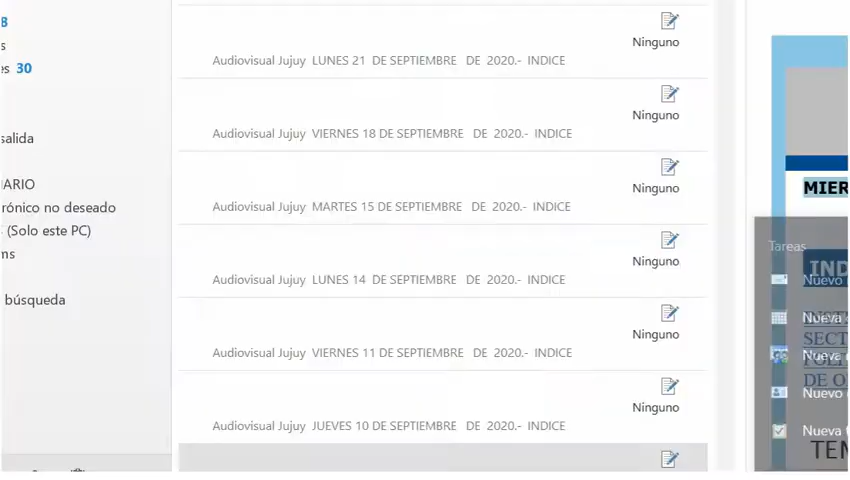 B
s
es 30
salida
IARIO
rónico no deseado
(Solo este PC)
ms
búsqueda
Ninguno
Audiovisual Jujuy LUNES 21 DE SEPTIEMBRE DE 2020.- INDICE
Ninguno
Audiovisual Jujuy VIERNES 18 DE SEPTIEMBRE DE 2020.- INDICE
Ninguno
Audiovisual Jujuy MARTES 15 DE SEPTIEMBRE DE 2020.- INDICE
Ninguno
Audiovisual Jujuy LUNES 14 DE SEPTIEMBRE DE 2020.- INDICE
Ninguno
Audiovisual Jujuy VIERNES 11 DE SEPTIEMBRE DE 2020.- INDICE
Ninguno
Audiovisual Jujuy JUEVES 10 DE SEPTIEMBRE DE 2020.- INDICE
MIER
Tareas
IND
Nuevo
Nueva
SECT
Nueva
DE O
Nuevo
Nueva
TEM